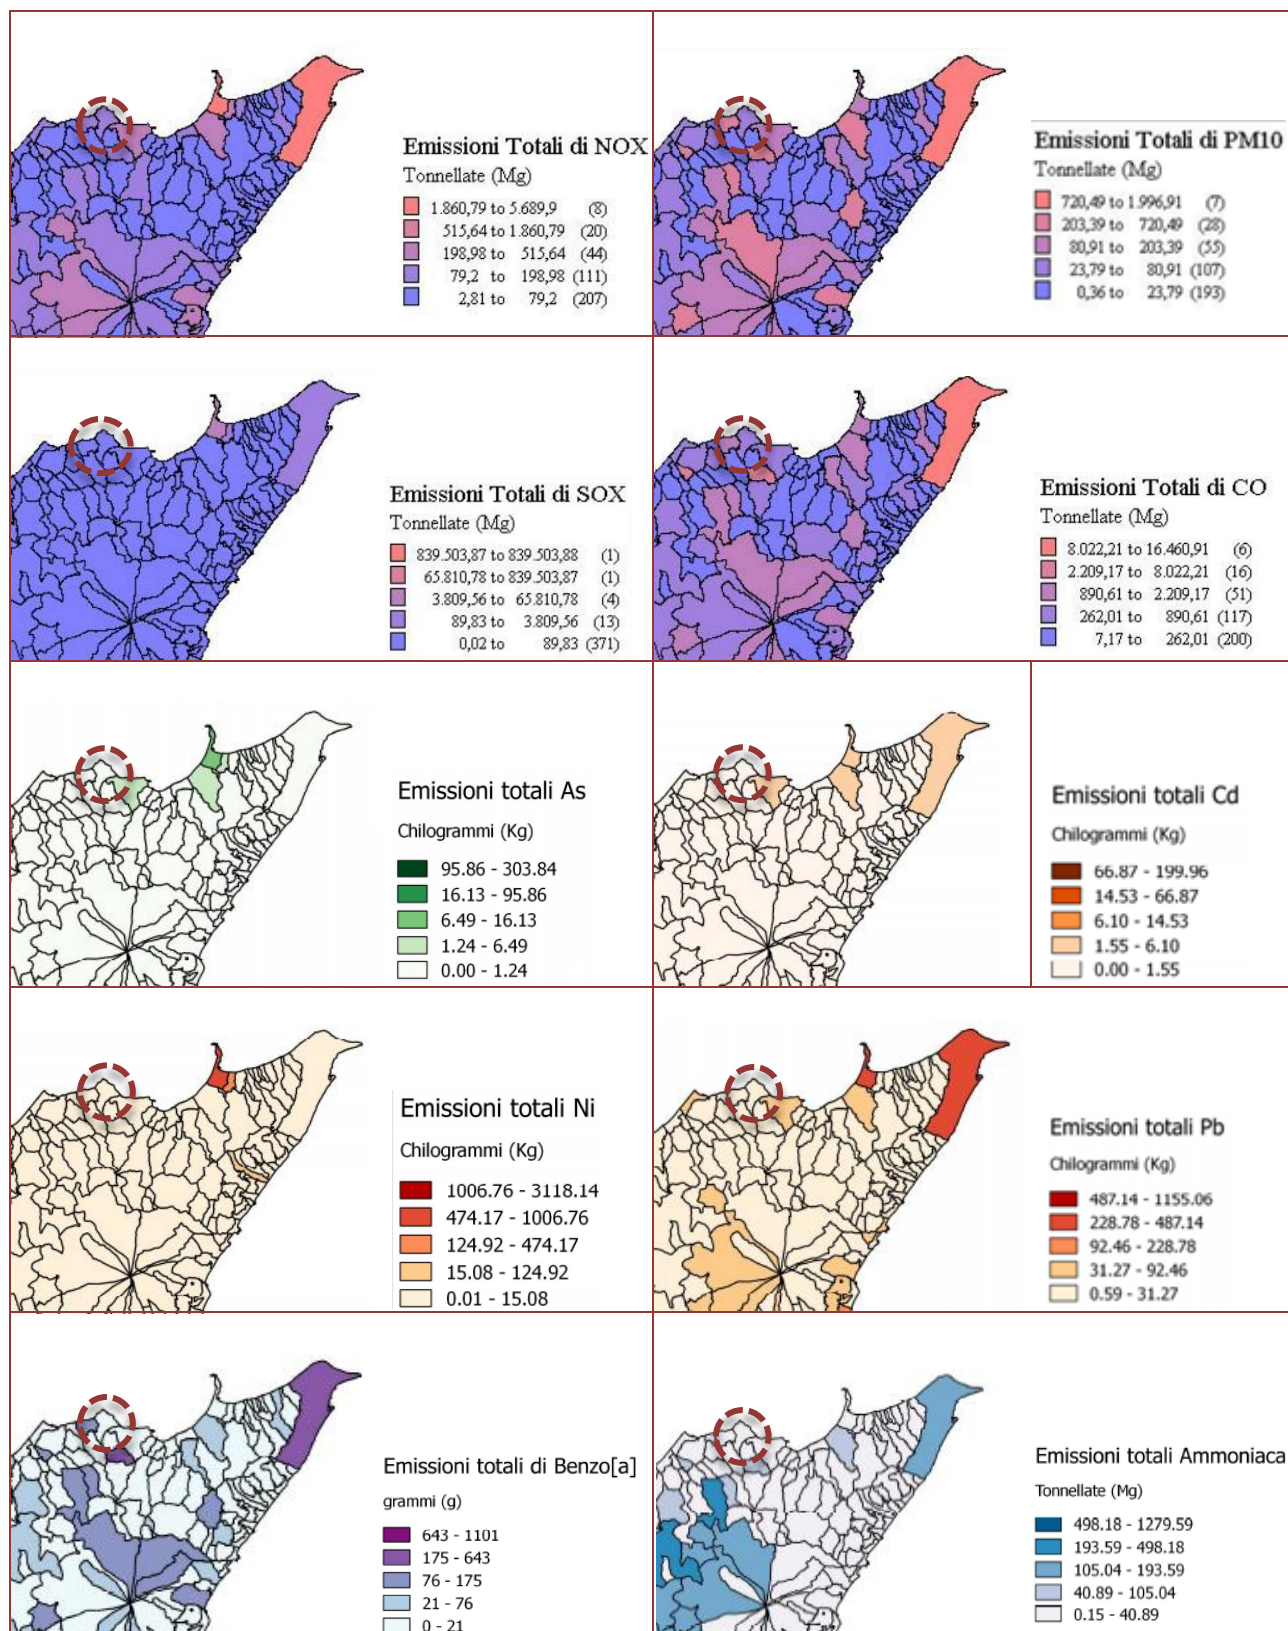 Emissioni Totali di NOX
Tonnellate (Mg)
1.860,79 to 5.689,9 (8)
515,64 to 1.860,79 (20)
198,98 to 515,64 (44)
79,2 to 198,98 (111)
2,81 to 79,2 (207)
Emissioni Totali di PM10
Tonnellate (Mg)
720,49 to 1.996,91 (7)
203,39 to 720,49 (28)
80,91 to 203,39 (55)
23,79 to 80,91 (107)
0,36 to 23,79 (193)
Emissioni Totali di SOX
Tonnellate (Mg)
839.503,87 to 839.503,88 (1)
65.810,78 to 839.503,87 (1)
3.809,56 to 65.810,78 (4)
89,83 to 3.809,56 (13)
0,02 to 89,83 (371)
Emissioni Totali di CO
Tonnellate (Mg)
8.022,21 to 16.460,91 (6)
2.209,17 to 8.022,21 (16)
890,61 to 2.209,17 (51)
262,01 to 890,61 (117)
7,17 to 262,01 (200)
Emissioni totali As
Chilogrammi (Kg)
95.86 - 303.84
16.13 - 95.86
6.49 - 16.13
1.24 - 6.49
0.00 - 1.24
Emissioni totali Cd
Chilogrammi (Kg)
66.87 - 199.96
14.53 - 66.87
6.10 - 14.53
1.55 - 6.10
0.00 - 1.55
Emissioni totali Ni
Chilogrammi (Kg)
1006.76 - 3118.14
474.17 - 1006.76
124.92 - 474.17
15.08 - 124.92
0.01 - 15.08
Emissioni totali Pb
Chilogrammi (Kg)
487.14 - 1155.06
228.78 - 487.14
92.46 - 228.78
31.27 - 92.46
0.59 - 31.27
Emissioni totali di Benzo[a]
grammi (g)
643 - 1101
175 - 643
76 - 175
21 - 76
0 - 21
Emissioni totali Ammoniaca
Tonnellate (Mg)
498.18 - 1279.59
193.59 - 498.18
105.04 - 193.59
40.89 - 105.04
0.15 - 40.89